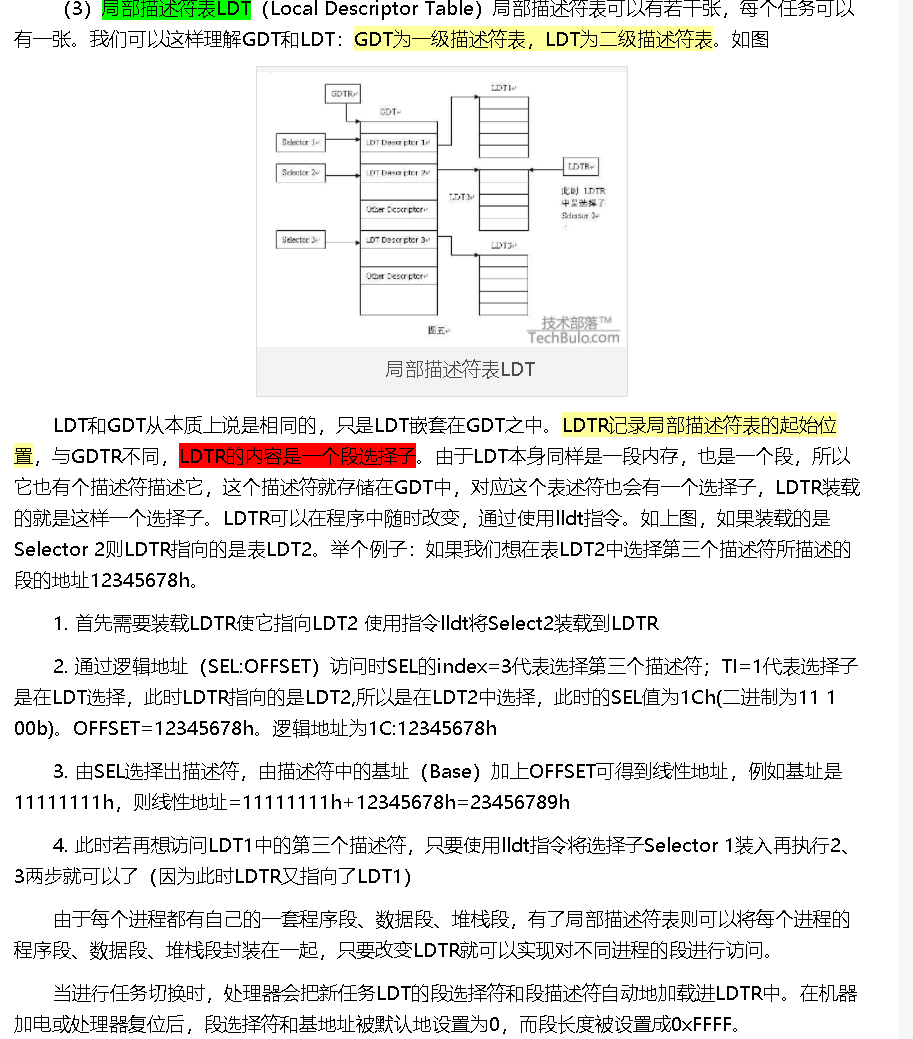 （3）局部描述符表LDT（Local Descriptor Table）局部描述符表可以有若干张，每个任务可以
有一张。我们可以这样理解GDT和LDT：GDT为一级描述符表，LDT为二级描述符表。如图
GDTR
GDT
LDT1
Selector 1
LDT Descriptor 1
Selector 2
LDT Descriptor 2
LDTR
LDT3
此时 LDTR
中是选择子
Other Descriptor
Selector 3
LDT Descriptor 3
LDT3
Other Descriptor
图五
技术部落™
TechBulo.com
局部描述符表LDT
LDT和GDT从本质上说是相同的，只是LDT嵌套在GDT之中。LDTR记录局部描述符表的起始位
置，与GDTR不同，LDTR的内容是一个段选择子。由于LDT本身同样是一段内存，也是一个段，所以
它也有个描述符描述它，这个描述符就存储在GDT中，对应这个表述符也会有一个选择子，LDTR装载
的就是这样一个选择子。LDTR可以在程序中随时改变，通过使用lldt指令。如上图，如果装载的是
Selector 2则LDTR指向的是表LDT2。举个例子：如果我们想在表LDT2中选择第三个描述符所描述的
段的地址12345678h。
1. 首先需要装载LDTR使它指向LDT2 使用指令lldt将Select2装载到LDTR
2. 通过逻辑地址（SEL:OFFSET）访问时SEL的index=3代表选择第三个描述符；TI=1代表选择子
是在LDT选择，此时LDTR指向的是LDT2,所以是在LDT2中选择，此时的SEL值为1Ch(二进制为11 1
00b)。OFFSET=12345678h。逻辑地址为1C:12345678h
3. 由SEL选择出描述符，由描述符中的基址（Base）加上OFFSET可得到线性地址，例如基址是
11111111h，则线性地址=11111111h+12345678h=23456789h
4. 此时若再想访问LDT1中的第三个描述符，只要使用lldt指令将选择子Selector 1装入再执行2、
3两步就可以了（因为此时LDTR又指向了LDT1）
由于每个进程都有自己的一套程序段、数据段、堆栈段，有了局部描述符表则可以将每个进程的
程序段、数据段、堆栈段封装在一起，只要改变LDTR就可以实现对不同进程的段进行访问。
当进行任务切换时，处理器会把新任务LDT的段选择符和段描述符自动地加载进LDTR中。在机器
加电或处理器复位后，段选择符和基地址被默认地设置为0，而段长度被设置成0xFFFF。